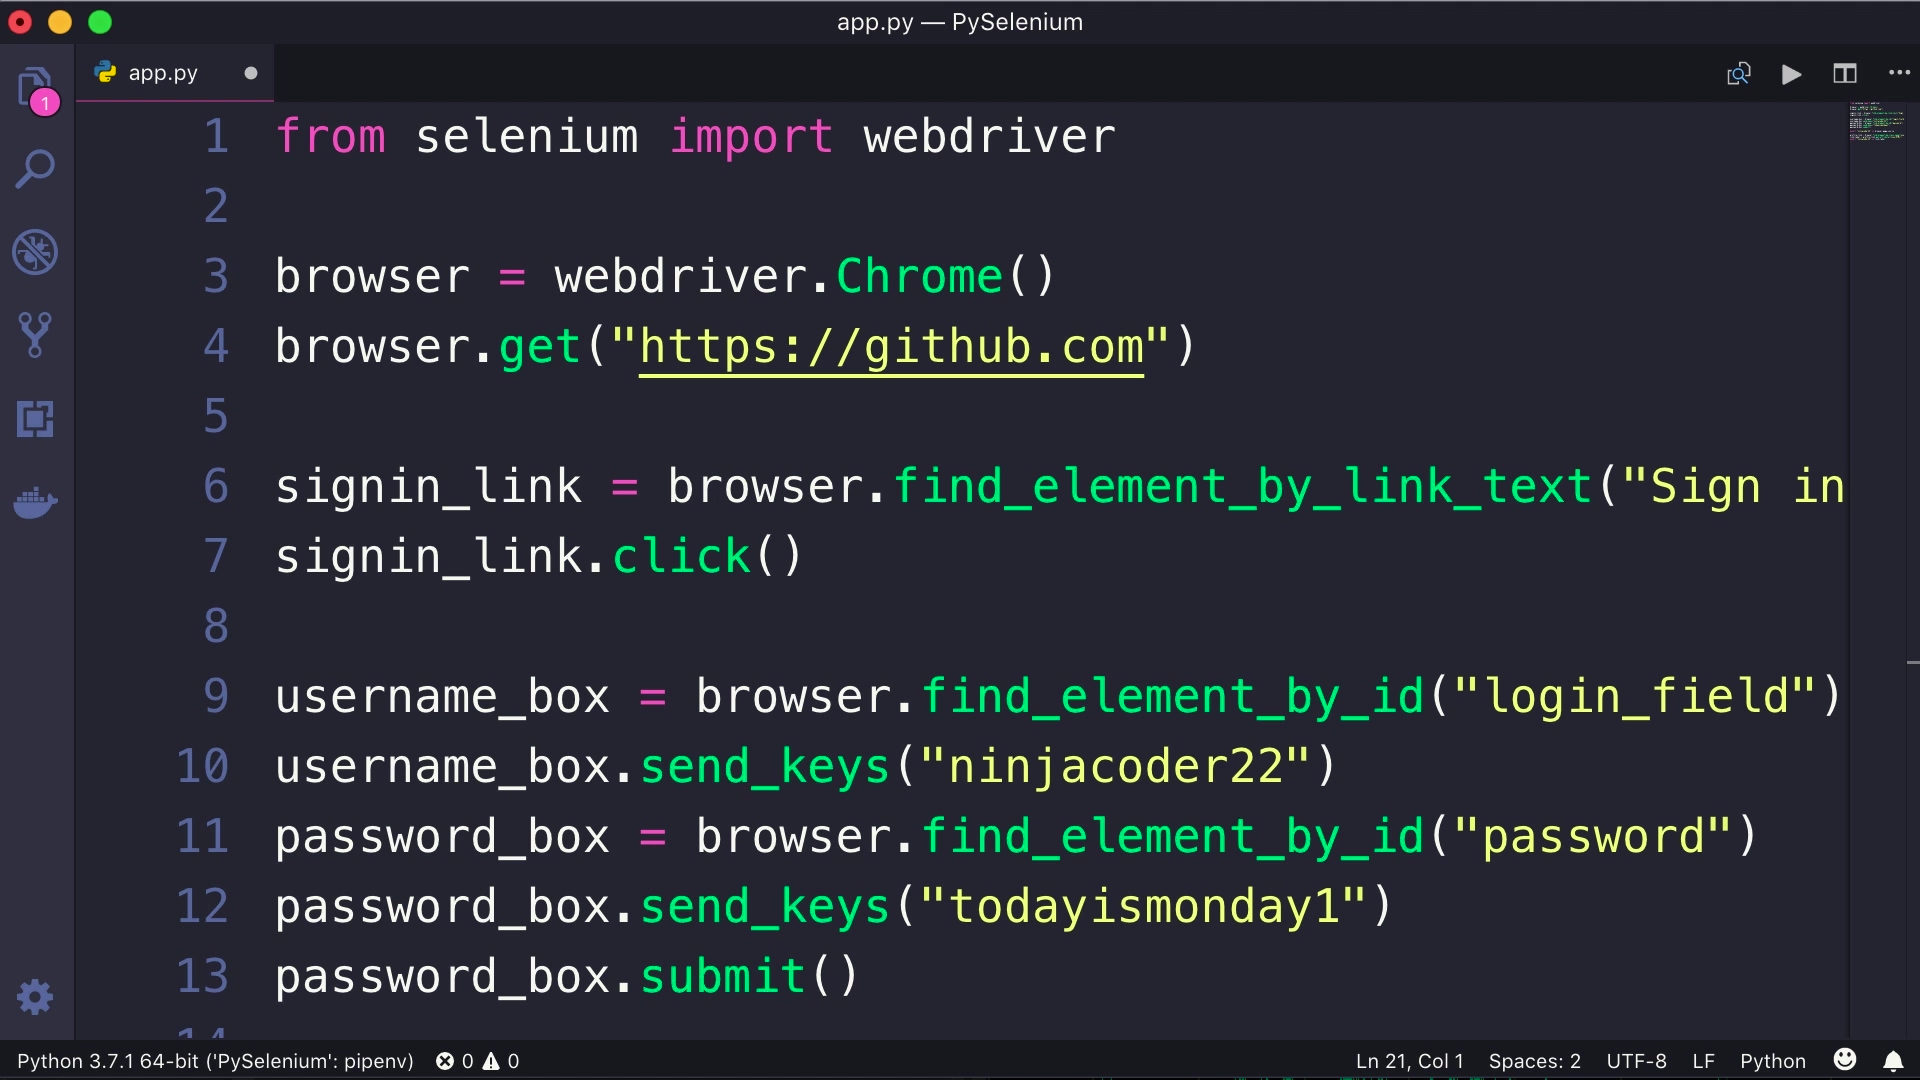 app.py — PySelenium
app.py
1
1 from selenium import webdriver
2
3 browser = webdriver.Chrome()
4 browser.get("https://github.com")
5
6 signin_link = browser.find_element_by_link_text("Sign in
7 signin_link.click()
8
9 username_box = browser.find_element_by_id("login_field")
10 username_box.send_keys("ninjacoder22")
11 password_box = browser.find_element_by_id("password")
12 password_box.send_keys("todayismonday1")
13 password_box.submit()
14
Python 3.7.1 64-bit ('PySelenium': pipenv) 0 0 Ln 21, Col 1 Spaces: 2 UTF-8 LF Python